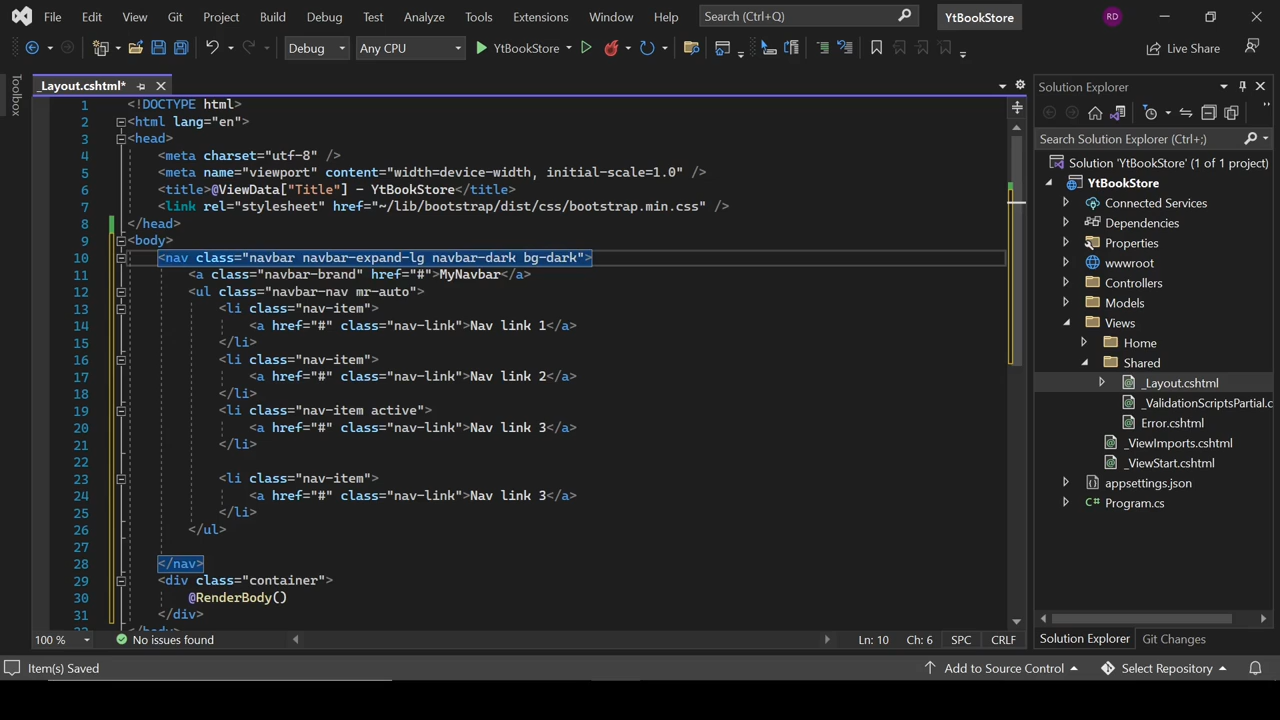 File Edit View Git Project Build Debug Test Analyze Tools Extensions Window Help Search (Ctrl+Q) YtBookStore RD
Debug Any CPU YtBookStore Live Share
Toolbox
_Layout.cshtml*
1 <!DOCTYPE html>
2 <html lang="en">
3 <head>
4 <meta charset="utf-8" />
5 <meta name="viewport" content="width=device-width, initial-scale=1.0" />
6 <title>@ViewData["Title"] - YtBookStore</title>
7 <link rel="stylesheet" href="~/lib/bootstrap/dist/css/bootstrap.min.css" />
8 </head>
9 <body>
10 <nav class="navbar navbar-expand-lg navbar-dark bg-dark">
11 <a class="navbar-brand" href="#">MyNavbar</a>
12 <ul class="navbar-nav mr-auto">
13 <li class="nav-item">
14 <a href="#" class="nav-link">Nav link 1</a>
15 </li>
16 <li class="nav-item">
17 <a href="#" class="nav-link">Nav link 2</a>
18 </li>
19 <li class="nav-item active">
20 <a href="#" class="nav-link">Nav link 3</a>
21 </li>
22
23 <li class="nav-item">
24 <a href="#" class="nav-link">Nav link 3</a>
25 </li>
26 </ul>
27
28 </nav>
29 <div class="container">
30 @RenderBody()
31 </div>
100 % No issues found Ln: 10 Ch: 6 SPC CRLF
Solution Explorer
Search Solution Explorer (Ctrl+;)
Solution 'YtBookStore' (1 of 1 project)
YtBookStore
Connected Services
Dependencies
Properties
wwwroot
Controllers
Models
Views
Home
Shared
_Layout.cshtml
_ValidationScriptsPartial.c
Error.cshtml
_ViewImports.cshtml
_ViewStart.cshtml
appsettings.json
Program.cs
Solution Explorer Git Changes
Item(s) Saved Add to Source Control Select Repository